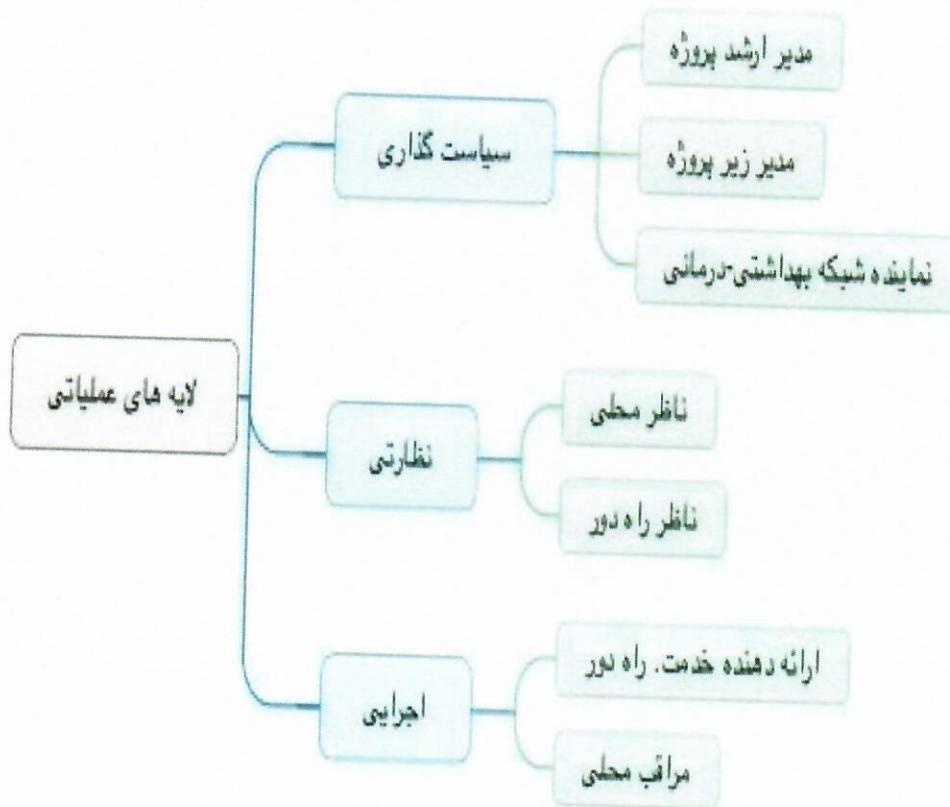 لایه های عملیاتی
سیاست گذاری
مدیر ارشد پروژه
مدیر زیر پروژه
نماینده شبکه بهداشتی-درمانی
نظارتی
ناظر محلی
ناظر راه دور
اجرایی
ارائه دهنده خدمت. راه دور
مراقب محلی